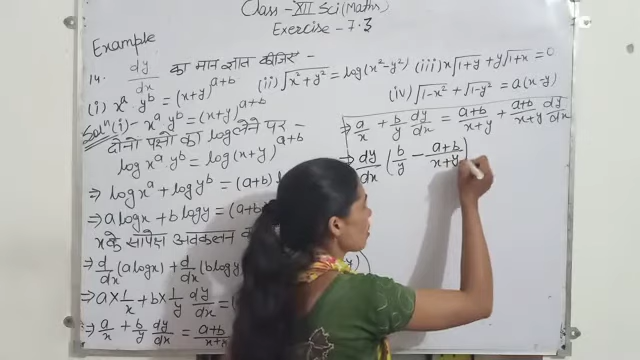 Class - XII Sci (Maths)
Exercise - 7.3
Example
14. dy/dx का मान ज्ञात कीजिए -
(i) x^a . y^b = (x+y)^(a+b) (ii) √(x²+y²) = log(x²-y²) (iii) x√(1+y) + y√(1+x) = 0
(iv) √(1-x²) + √(1-y²) = a(x-y)
Solⁿ (i) - x^a . y^b = (x+y)^(a+b)
दोनों पक्षों का log लेने पर -
log x^a . y^b = log(x+y)^(a+b)
⇒ log x^a + log y^b = (a+b)
⇒ a log x + b log y = (a+b)
x के सापेक्ष अवकलन
⇒ d/dx (a log x) + d/dx (b log y)
⇒ a × 1/x + b × 1/y dy/dx =
⇒ a/x + b/y dy/dx = (a+b)/(x+y)
⇒ a/x + b/y dy/dx = (a+b)/(x+y) + (a+b)/(x+y) dy/dx
⇒ dy/dx (b/y - (a+b)/(x+y))